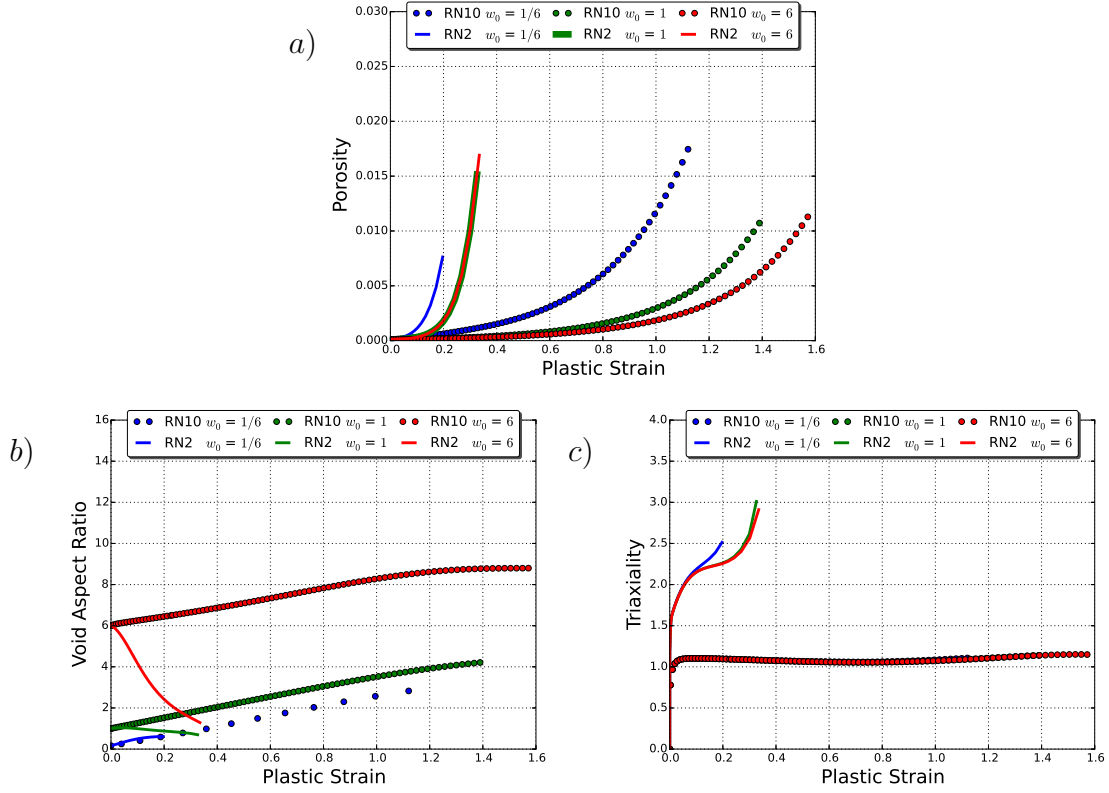 a)
RN10 w₀ = 1/6 RN10 w₀ = 1 RN10 w₀ = 6
RN2 w₀ = 1/6 RN2 w₀ = 1 RN2 w₀ = 6
0.030
0.025
0.020
0.015
0.010
0.005
0.000
Porosity
0.0 0.2 0.4 0.6 0.8 1.0 1.2 1.4 1.6
Plastic Strain
b)
RN10 w₀ = 1/6 RN10 w₀ = 1 RN10 w₀ = 6
RN2 w₀ = 1/6 RN2 w₀ = 1 RN2 w₀ = 6
16
14
12
10
8
6
4
2
0
Void Aspect Ratio
0.0 0.2 0.4 0.6 0.8 1.0 1.2 1.4 1.6
Plastic Strain
c)
RN10 w₀ = 1/6 RN10 w₀ = 1 RN10 w₀ = 6
RN2 w₀ = 1/6 RN2 w₀ = 1 RN2 w₀ = 6
4.0
3.5
3.0
2.5
2.0
1.5
1.0
0.5
0.0
Triaxiality
0.0 0.2 0.4 0.6 0.8 1.0 1.2 1.4 1.6
Plastic Strain